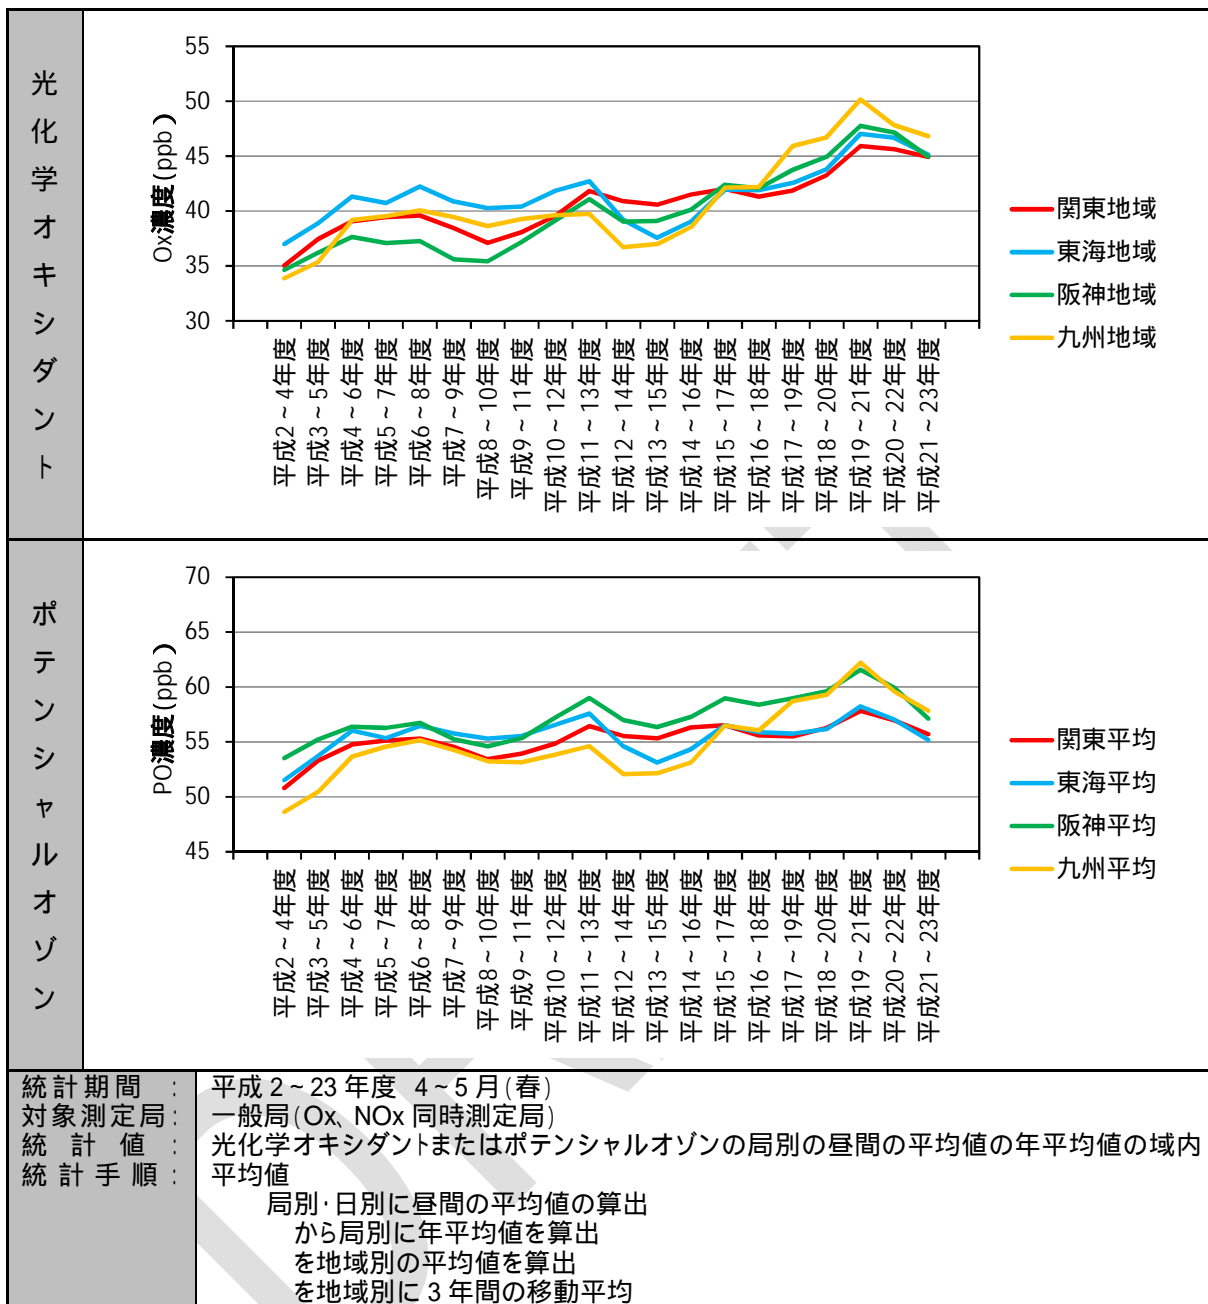 光化学オキシダント
55
50
45
40
35
30
Ox濃度(ppb)
関東地域
東海地域
阪神地域
九州地域
平成2~4年度
平成3~5年度
平成4~6年度
平成5~7年度
平成6~8年度
平成7~9年度
平成8~10年度
平成9~11年度
平成10~12年度
平成11~13年度
平成12~14年度
平成13~15年度
平成14~16年度
平成15~17年度
平成16~18年度
平成17~19年度
平成18~20年度
平成19~21年度
平成20~22年度
平成21~23年度
ポテンシャルオゾン
70
65
60
55
50
45
PO濃度(ppb)
関東平均
東海平均
阪神平均
九州平均
平成2~4年度
平成3~5年度
平成4~6年度
平成5~7年度
平成6~8年度
平成7~9年度
平成8~10年度
平成9~11年度
平成10~12年度
平成11~13年度
平成12~14年度
平成13~15年度
平成14~16年度
平成15~17年度
平成16~18年度
平成17~19年度
平成18~20年度
平成19~21年度
平成20~22年度
平成21~23年度
統計期間 : 平成2~23年度 4~5月(春)
対象測定局: 一般局(Ox、NOx同時測定局)
統計値 : 光化学オキシダントまたはポテンシャルオゾンの局別の昼間の平均値の年平均値の域内
統計手順 : 平均値
局別・日別に昼間の平均値の算出
から局別に年平均値を算出
を地域別の平均値を算出
を地域別に3年間の移動平均